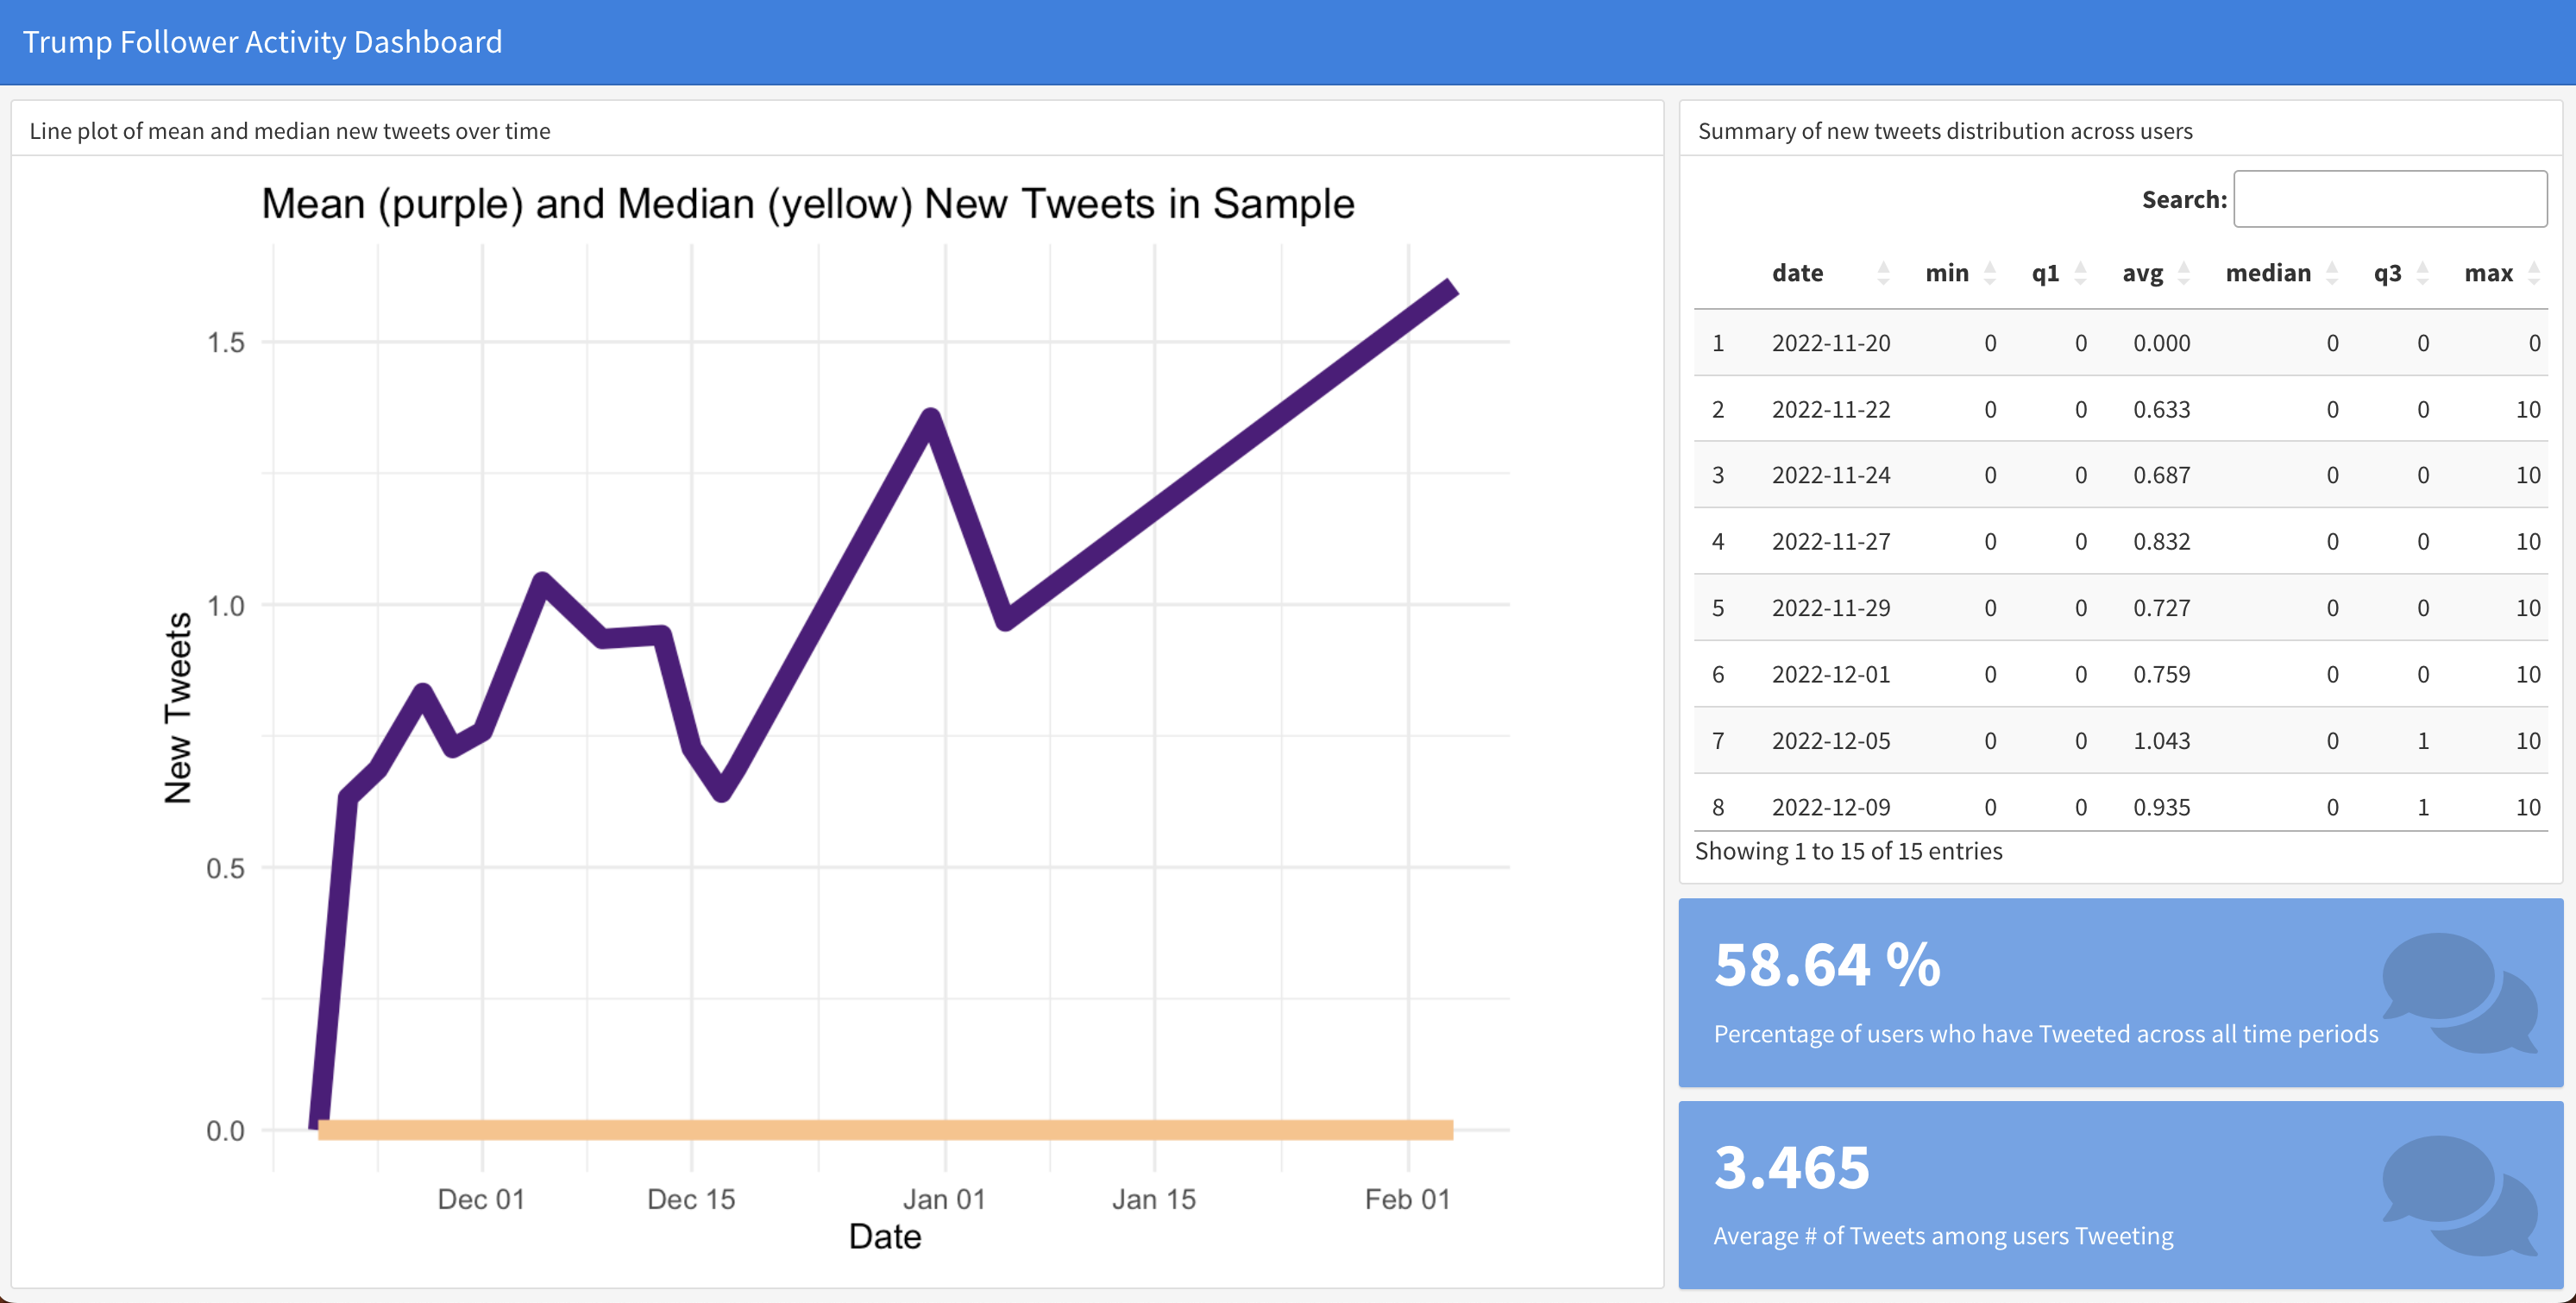 Trump Follower Activity Dashboard
Line plot of mean and median new tweets over time
Mean (purple) and Median (yellow) New Tweets in Sample
1.5
1.0
0.5
0.0
New Tweets
Dec 01 Dec 15 Jan 01 Jan 15 Feb 01
Date
Summary of new tweets distribution across users
Search:
date min q1 avg median q3 max
1 2022-11-20 0 0 0.000 0 0 0
2 2022-11-22 0 0 0.633 0 0 10
3 2022-11-24 0 0 0.687 0 0 10
4 2022-11-27 0 0 0.832 0 0 10
5 2022-11-29 0 0 0.727 0 0 10
6 2022-12-01 0 0 0.759 0 0 10
7 2022-12-05 0 0 1.043 0 1 10
8 2022-12-09 0 0 0.935 0 1 10
Showing 1 to 15 of 15 entries
58.64 %
Percentage of users who have Tweeted across all time periods
3.465
Average # of Tweets among users Tweeting